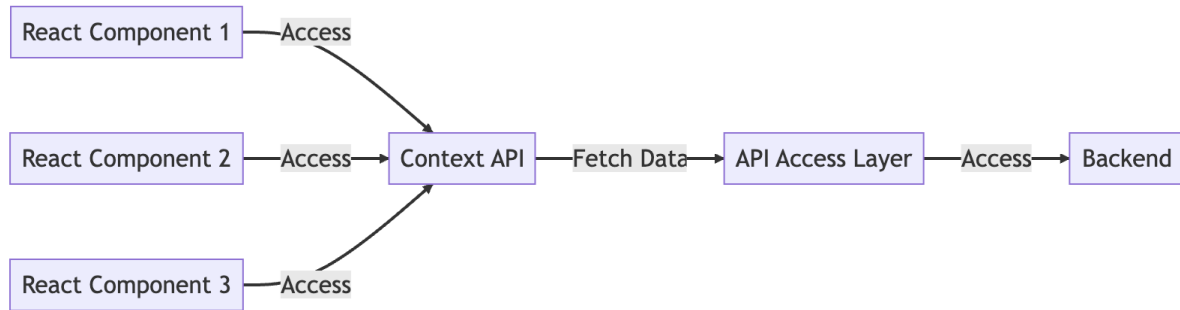 React Component 1
Access
React Component 2
Access
Context API
Fetch Data
API Access Layer
Access
Backend
React Component 3
Access